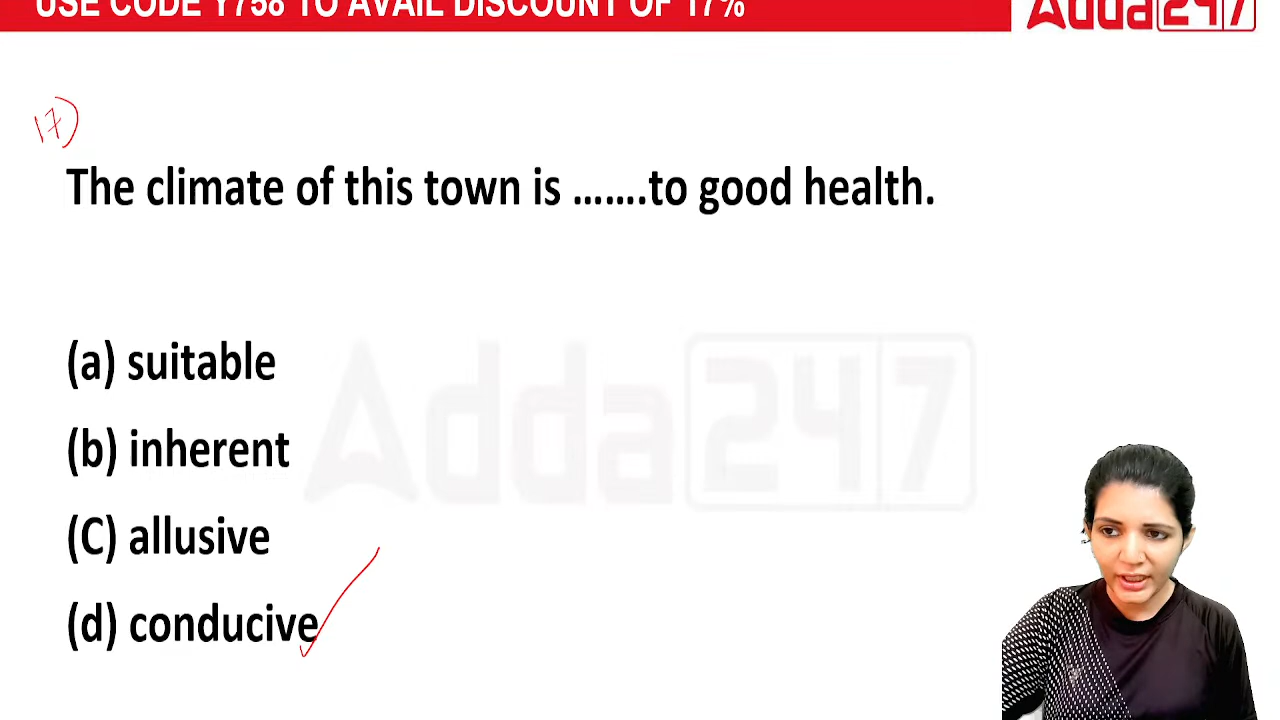 USE CODE Y758 TO AVAIL DISCOUNT OF 17%
Adda247
17)
The climate of this town is …….to good health.
(a) suitable
Adda247
(b) inherent
(C) allusive
(d) conducive